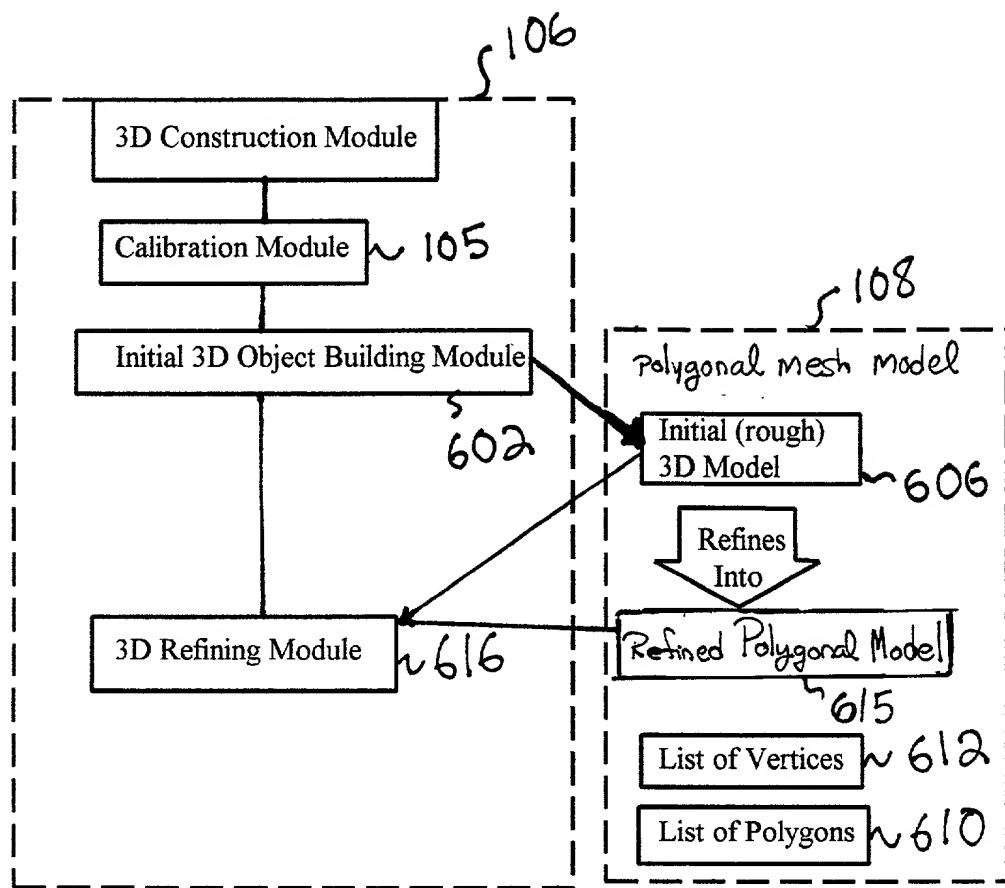 106
3D Construction Module
Calibration Module
105
108
Initial 3D Object Building Module
602
polygonal mesh model
Initial (rough)
3D Model
606
Refines
Into
3D Refining Module
616
Refined Polygonal Model
615
List of Vertices
612
List of Polygons
610